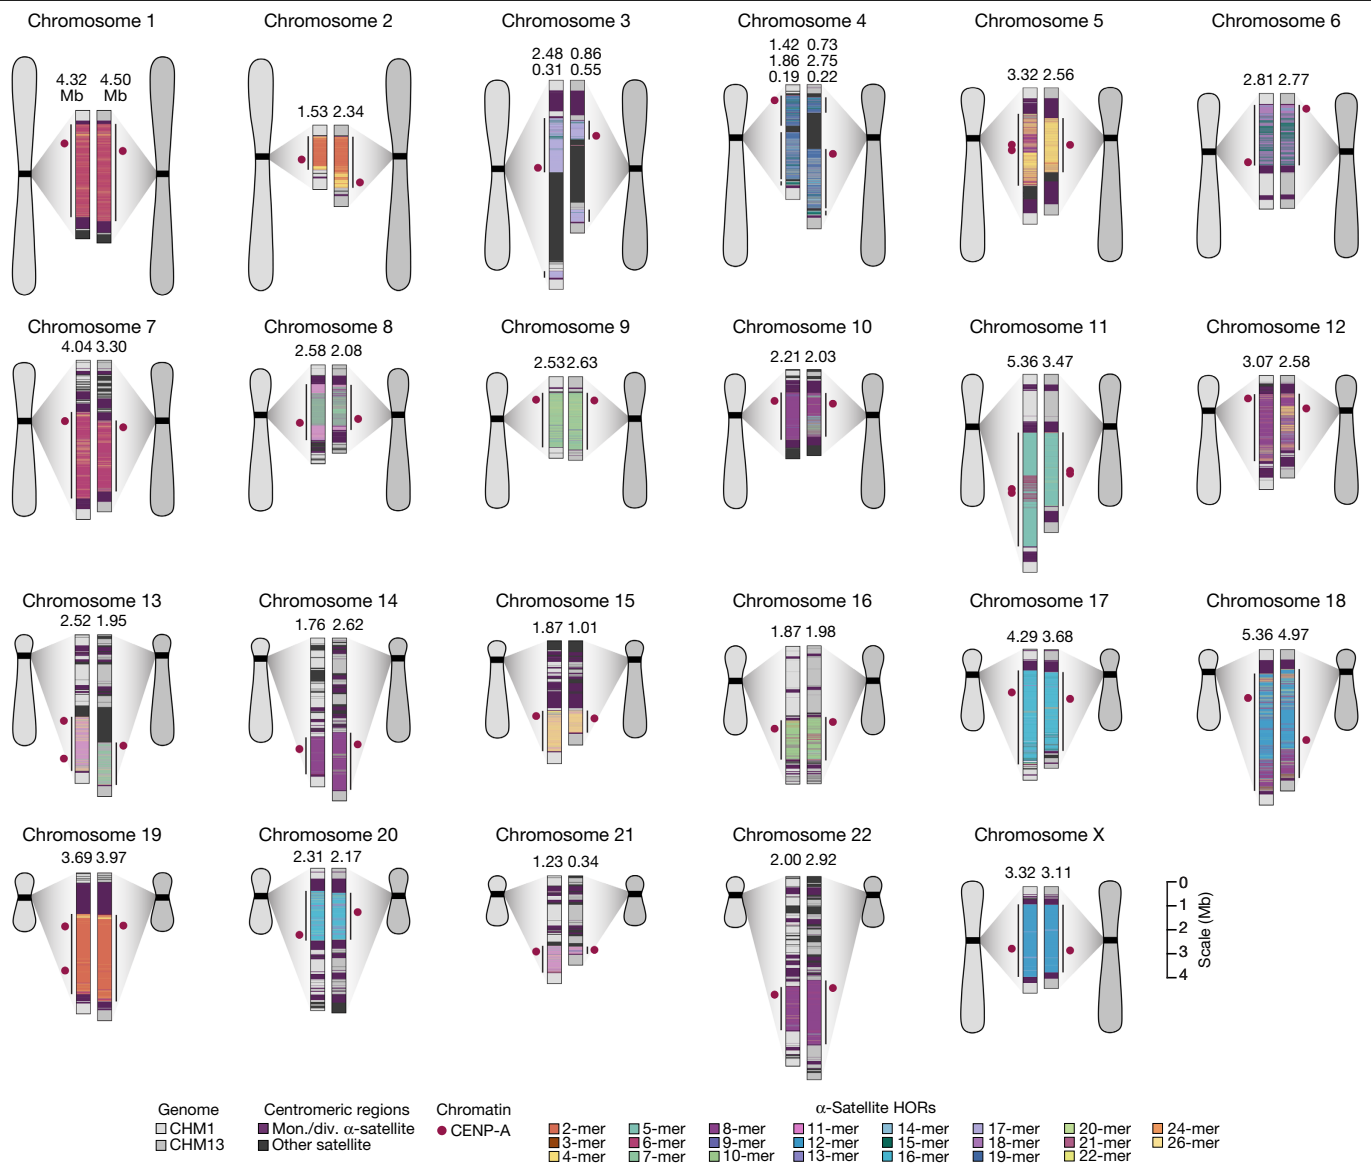 Chromosome 1 Chromosome 2 Chromosome 3 Chromosome 4 Chromosome 5 Chromosome 6
4.32 Mb 4.50 Mb
1.53 2.34
2.48 0.86
0.31 0.55
1.42 0.73
1.86 2.75
0.19 0.22
3.32 2.56
2.81 2.77
Chromosome 7 Chromosome 8 Chromosome 9 Chromosome 10 Chromosome 11 Chromosome 12
4.04 3.30
2.58 2.08
2.53 2.63
2.21 2.03
5.36 3.47
3.07 2.58
Chromosome 13 Chromosome 14 Chromosome 15 Chromosome 16 Chromosome 17 Chromosome 18
2.52 1.95
1.76 2.62
1.87 1.01
1.87 1.98
4.29 3.68
5.36 4.97
Chromosome 19 Chromosome 20 Chromosome 21 Chromosome 22 Chromosome X
3.69 3.97
2.31 2.17
1.23 0.34
2.00 2.92
3.32 3.11
0
1
2
3
4
Scale (Mb)
Genome
CHM1
CHM13
Centromeric regions
Mon./div. α-satellite
Other satellite
Chromatin
CENP-A
α-Satellite HORs
2-mer 5-mer 8-mer 11-mer 14-mer 17-mer 20-mer 24-mer
3-mer 6-mer 9-mer 12-mer 15-mer 18-mer 21-mer 26-mer
4-mer 7-mer 10-mer 13-mer 16-mer 19-mer 22-mer